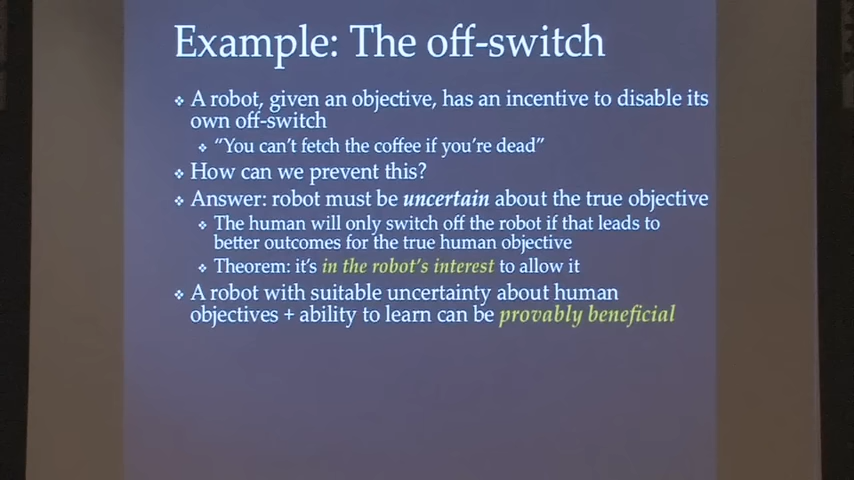 Example: The off-switch
❖ A robot, given an objective, has an incentive to disable its
own off-switch
❖ “You can’t fetch the coffee if you’re dead”
❖ How can we prevent this?
❖ Answer: robot must be uncertain about the true objective
❖ The human will only switch off the robot if that leads to
better outcomes for the true human objective
❖ Theorem: it’s in the robot’s interest to allow it
❖ A robot with suitable uncertainty about human
objectives + ability to learn can be provably beneficial